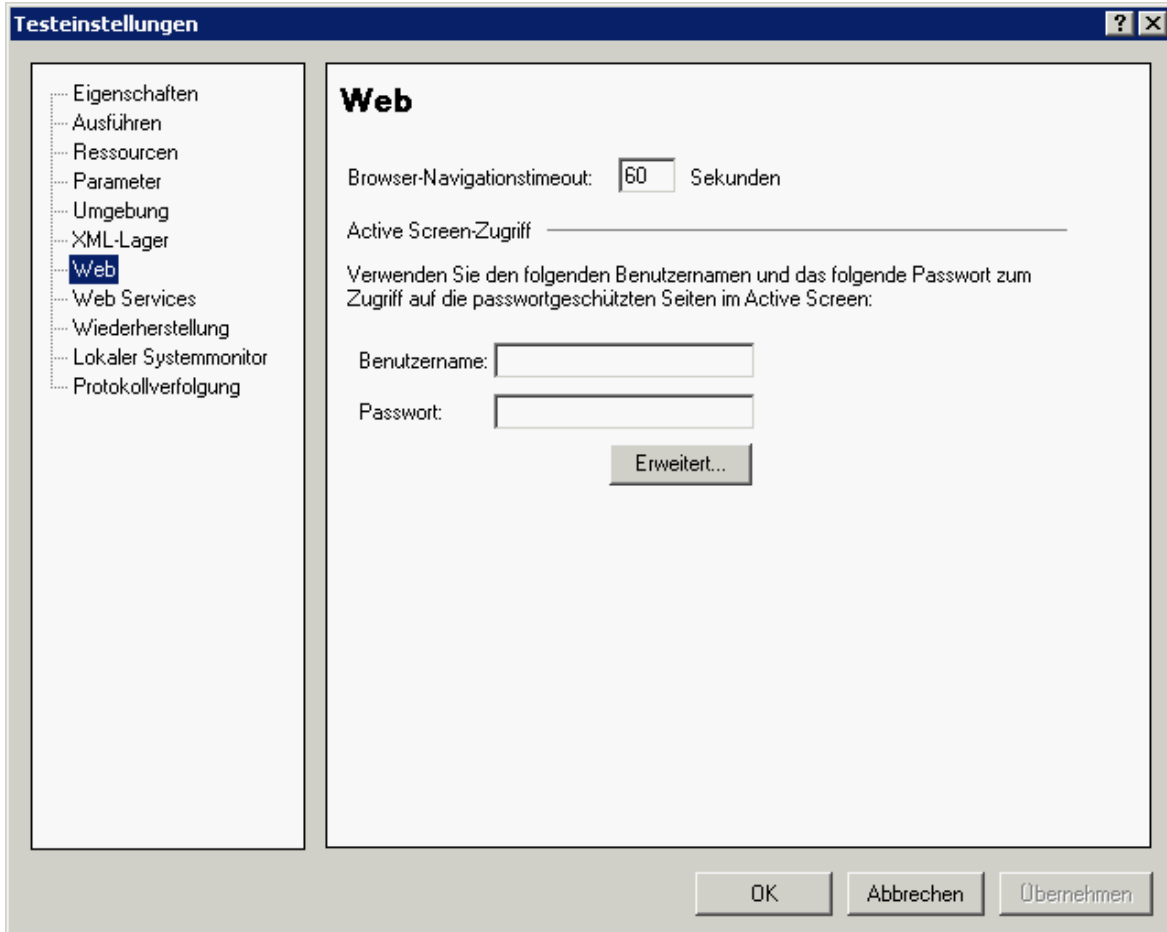 Testeinstellungen
Eigenschaften
Ausführen
Ressourcen
Parameter
Umgebung
XML-Lager
Web
Web Services
Wiederherstellung
Lokaler Systemmonitor
Protokollverfolgung
Web
Browser-Navigationstimeout: 60 Sekunden
Active Screen-Zugriff
Verwenden Sie den folgenden Benutzernamen und das folgende Passwort zum
Zugriff auf die passwortgeschützten Seiten im Active Screen:
Benutzername:
Passwort:
Erweitert...
OK Abbrechen Übernehmen